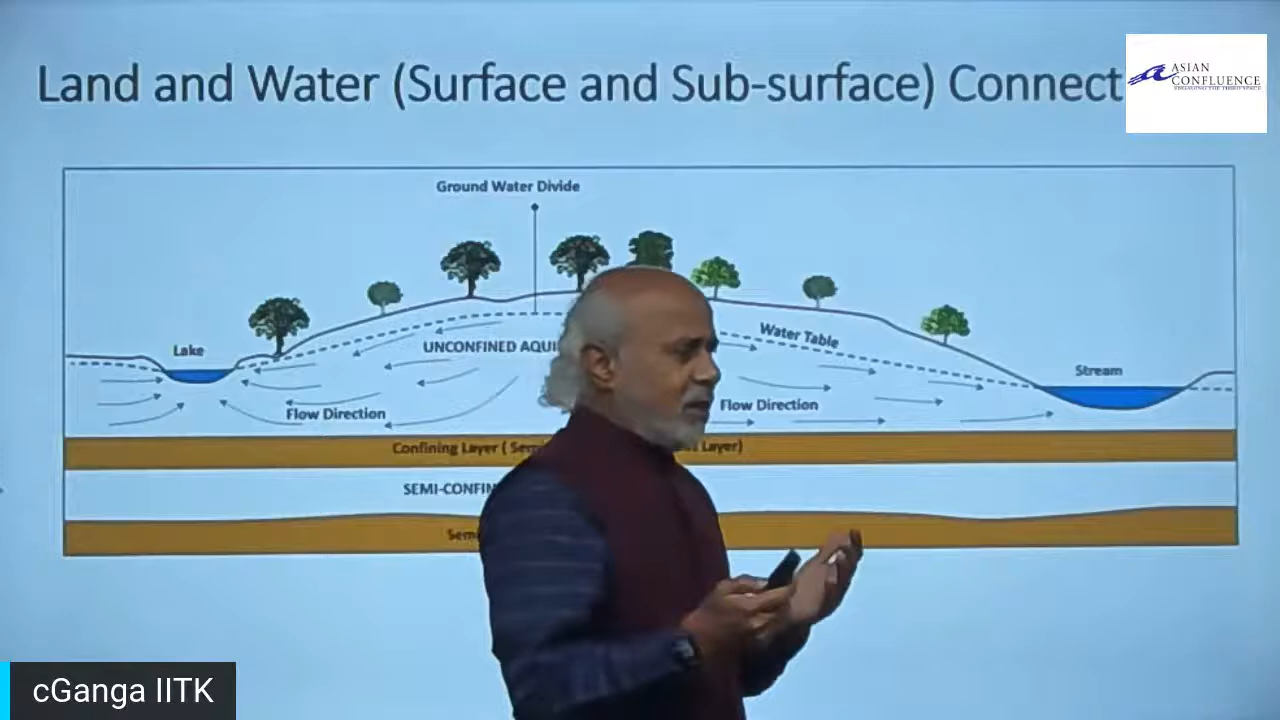 Land and Water (Surface and Sub-surface) Connect
ASIAN
CONFLUENCE
Ground Water Divide
UNCONFINED AQUI
Water Table
Lake
Stream
Flow Direction
Flow Direction
Confining Layer ( Sem
Layer)
SEMI-CONFIN
Sem
cGanga IITK